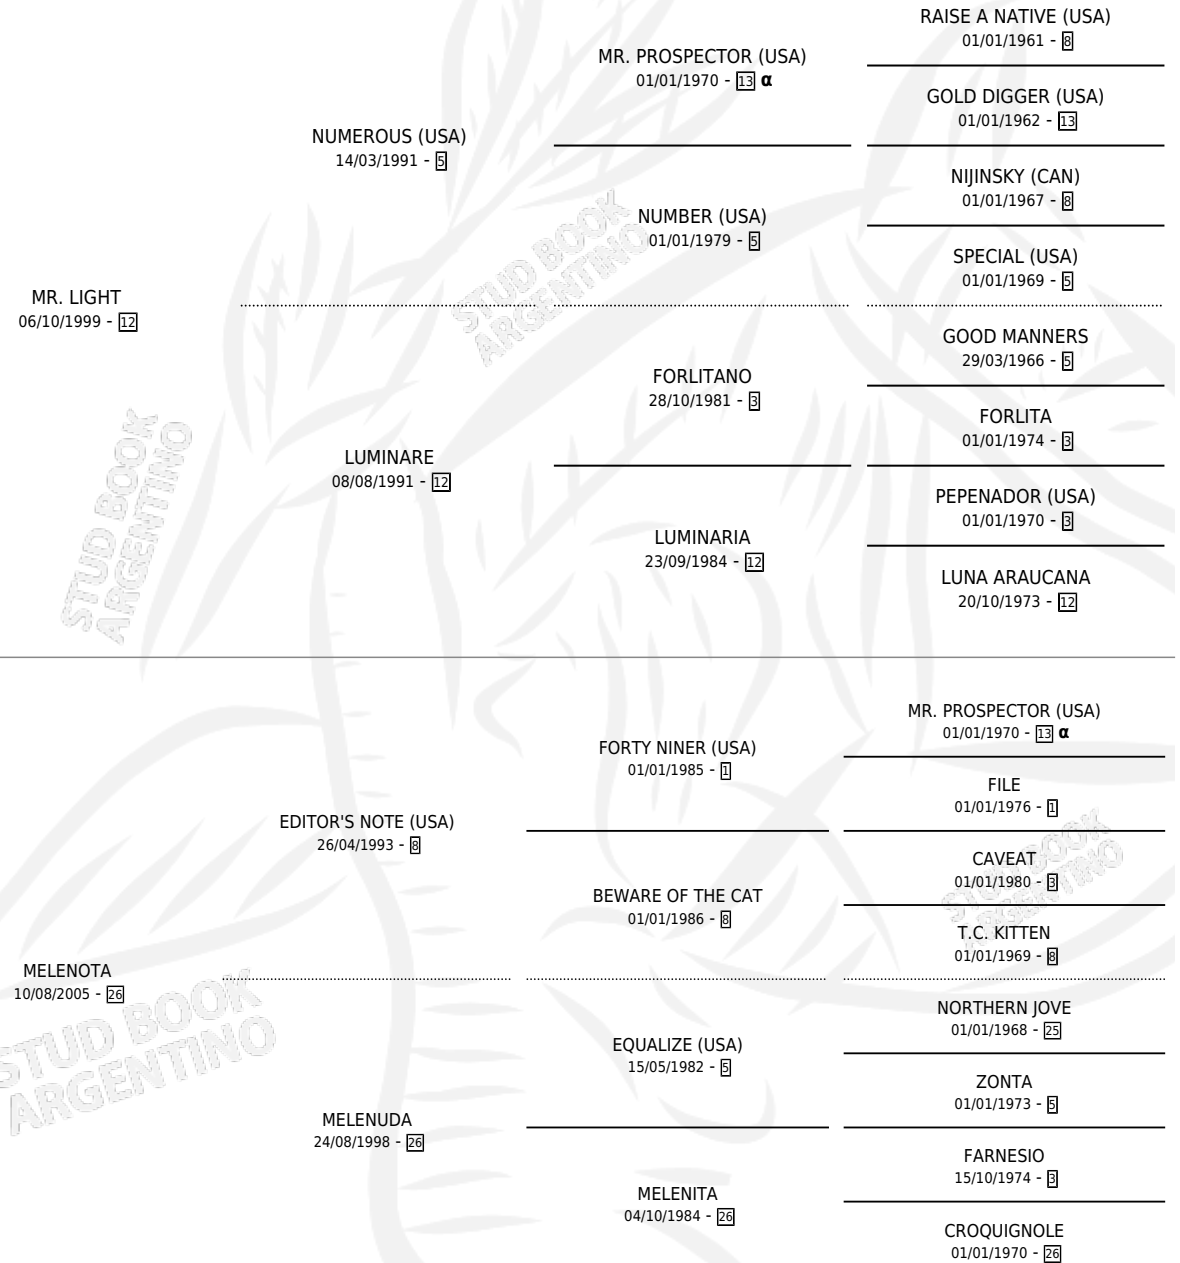 RAISE A NATIVE (USA)
01/01/1961 - 8
MR. PROSPECTOR (USA)
01/01/1970 - 13 α
GOLD DIGGER (USA)
01/01/1962 - 13
NUMEROUS (USA)
14/03/1991 - 5
NIJINSKY (CAN)
01/01/1967 - 8
NUMBER (USA)
01/01/1979 - 5
SPECIAL (USA)
01/01/1969 - 5
MR. LIGHT
06/10/1999 - 12
GOOD MANNERS
29/03/1966 - 5
FORLITANO
28/10/1981 - 3
FORLITA
01/01/1974 - 3
LUMINARE
08/08/1991 - 12
PEPENADOR (USA)
01/01/1970 - 3
LUMINARIA
23/09/1984 - 12
LUNA ARAUCANA
20/10/1973 - 12
MR. PROSPECTOR (USA)
01/01/1970 - 13 α
FORTY NINER (USA)
01/01/1985 - 1
FILE
01/01/1976 - 1
EDITOR'S NOTE (USA)
26/04/1993 - 8
CAVEAT
01/01/1980 - 3
BEWARE OF THE CAT
01/01/1986 - 8
T.C. KITTEN
01/01/1969 - 8
MELENOTA
10/08/2005 - 26
NORTHERN JOVE
01/01/1968 - 25
EQUALIZE (USA)
15/05/1982 - 5
ZONTA
01/01/1973 - 5
MELENUDA
24/08/1998 - 26
FARNESIO
15/10/1974 - 3
MELENITA
04/10/1984 - 26
CROQUIGNOLE
01/01/1970 - 26
STUD BOOK
ARGENTINO
STUD BOOK
ARGENTINO
STUD BOOK
ARGENTINO
STUD BOOK
ARGENTINO